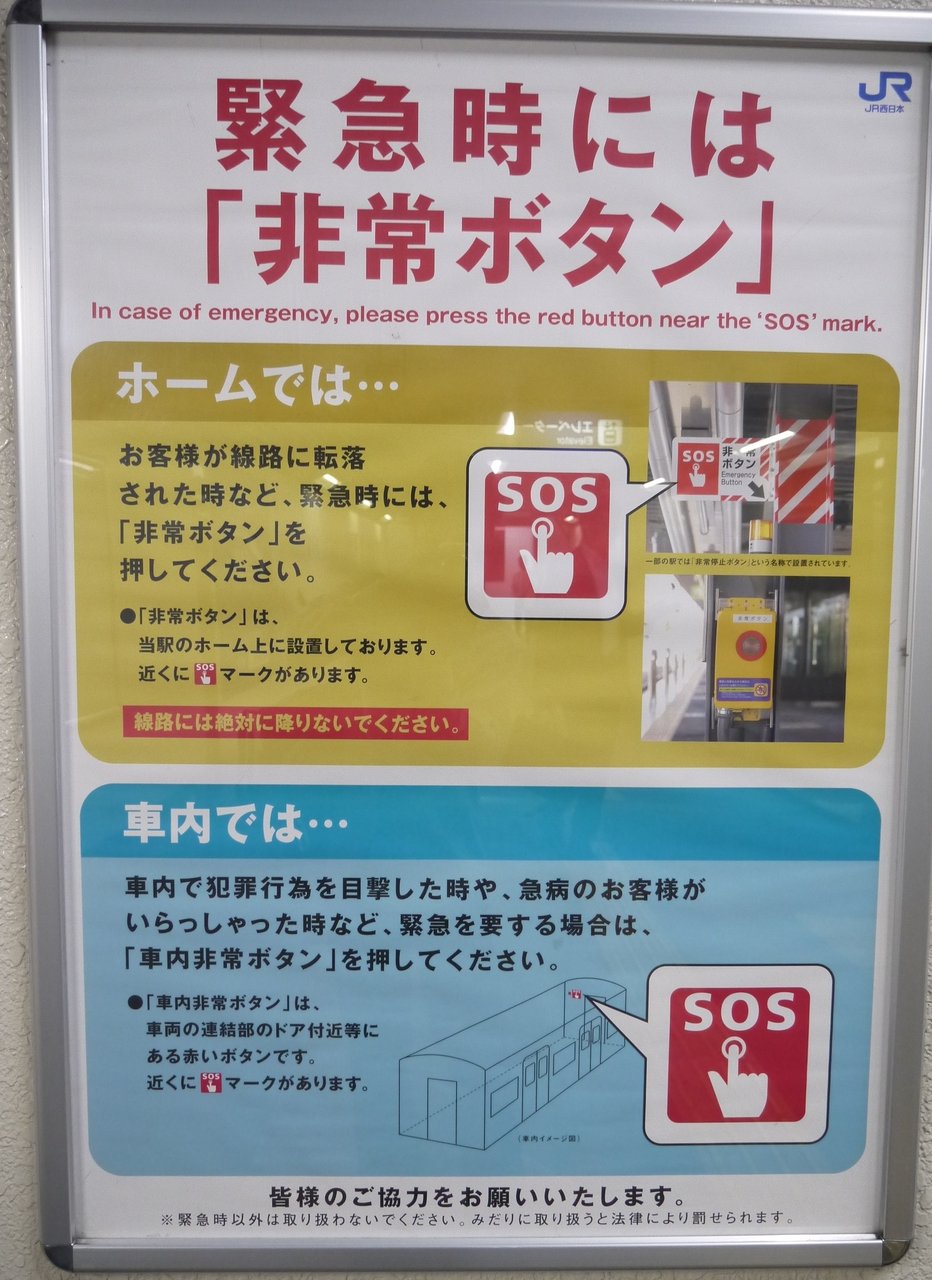 JR
JR西日本
緊急時には
「非常ボタン」
In case of emergency, please press the red button near the ‘SOS’ mark.
ホームでは…
お客様が線路に転落
された時など、緊急時には、
「非常ボタン」を
押してください。
●「非常ボタン」は、
当駅のホーム上に設置しております。
近くに SOS マークがあります。
線路には絶対に降りないでください。
SOS
SOS
非常
ボタン
Emergency
Button
エレベーター
Elevator
一部の駅では「非常停止ボタン」という名称で設置されています。
非常ボタン
車内では…
車内で犯罪行為を目撃した時や、急病のお客様が
いらっしゃった時など、緊急を要する場合は、
「車内非常ボタン」を押してください。
●「車内非常ボタン」は、
車両の連結部のドア付近等に
ある赤いボタンです。
近くに SOS マークがあります。
SOS
(車内イメージ図)
皆様のご協力をお願いいたします。
※緊急時以外は取り扱わないでください。みだりに取り扱うと法律により罰せられます。